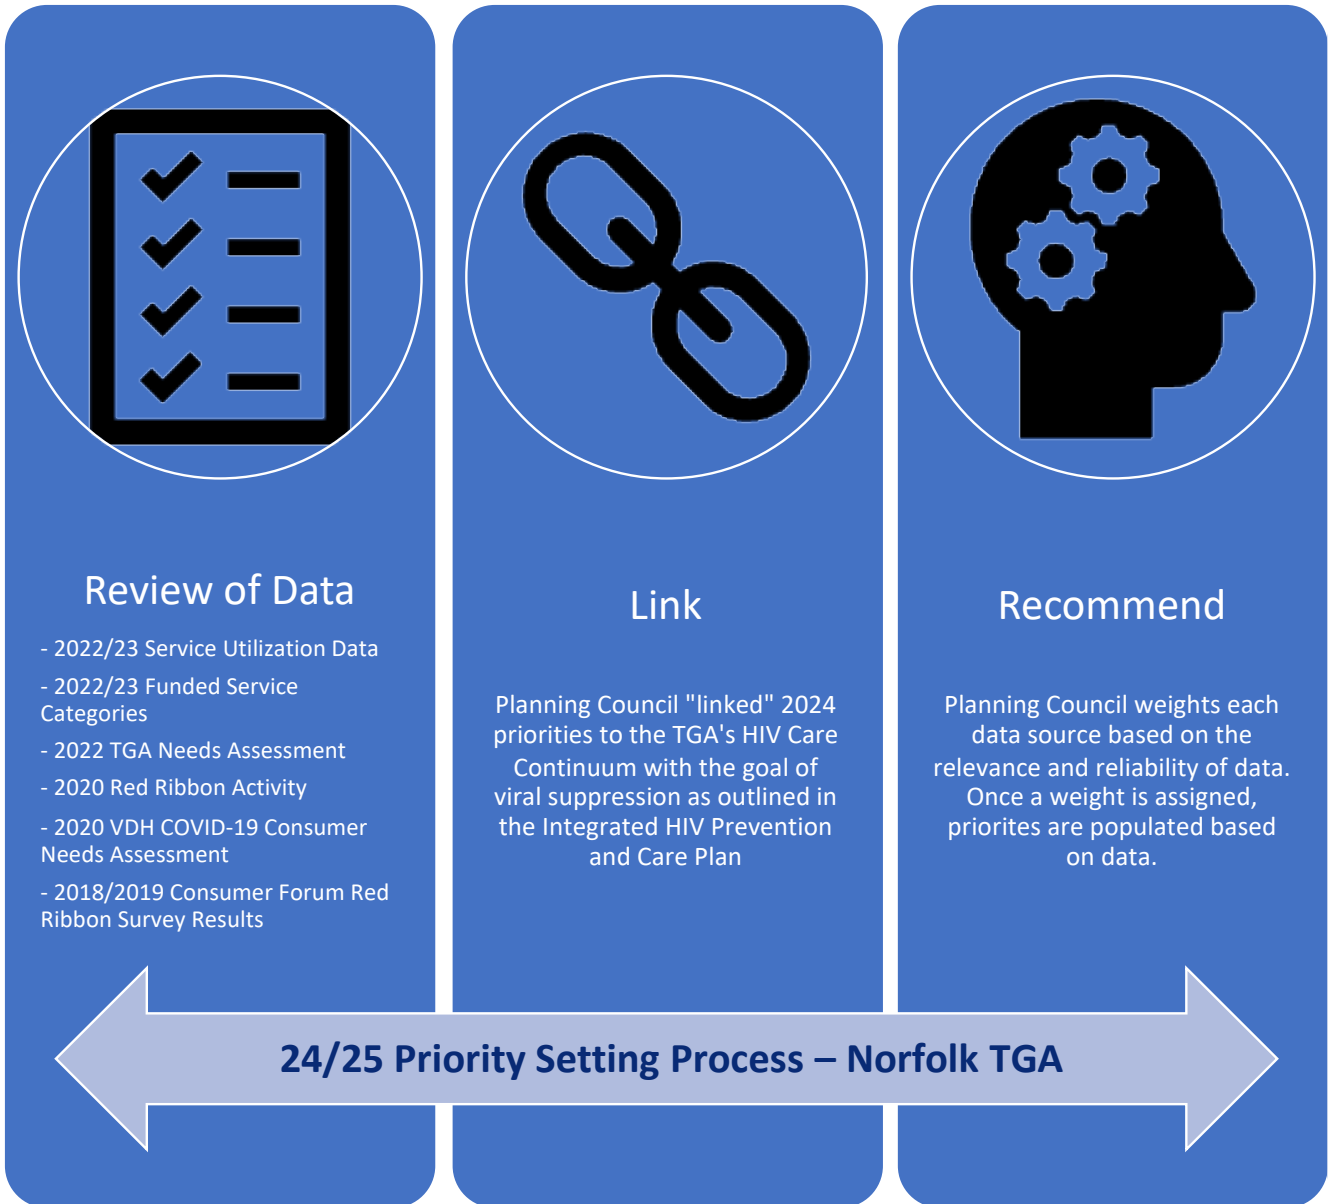 Review of Data
- 2022/23 Service Utilization Data
- 2022/23 Funded Service
Categories
- 2022 TGA Needs Assessment
- 2020 Red Ribbon Activity
- 2020 VDH COVID-19 Consumer
Needs Assessment
- 2018/2019 Consumer Forum Red
Ribbon Survey Results
Link
Planning Council "linked" 2024
priorities to the TGA's HIV Care
Continuum with the goal of
viral suppression as outlined in
the Integrated HIV Prevention
and Care Plan
Recommend
Planning Council weights each
data source based on the
relevance and reliability of data.
Once a weight is assigned,
priorites are populated based
on data.
24/25 Priority Setting Process – Norfolk TGA